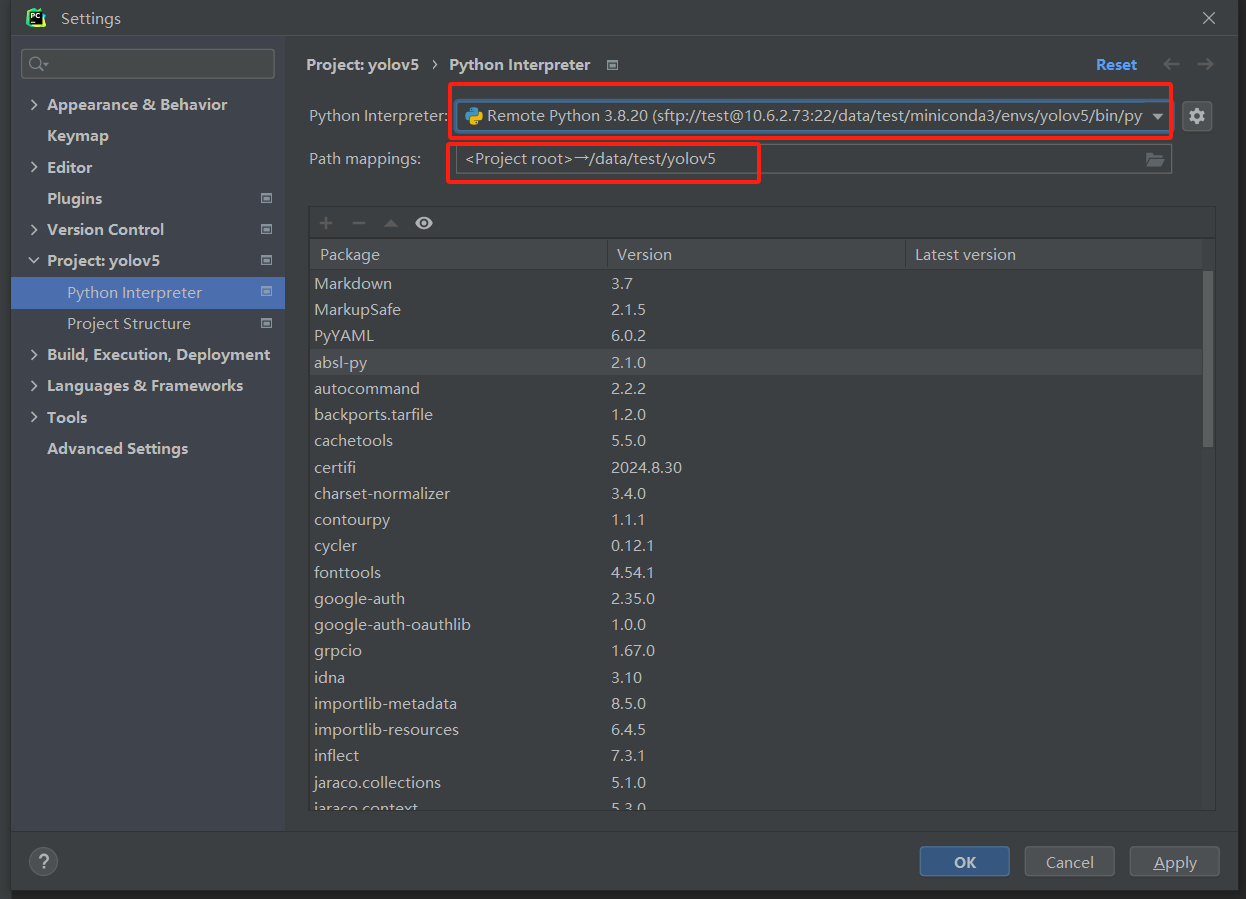 PC
Settings
Project: yolov5 › Python Interpreter
Reset
Appearance & Behavior
Keymap
Editor
Plugins
Version Control
Project: yolov5
Python Interpreter
Project Structure
Build, Execution, Deployment
Languages & Frameworks
Tools
Advanced Settings
Python Interpreter: Remote Python 3.8.20 (sftp://test@10.6.2.73:22/data/test/miniconda3/envs/yolov5/bin/py
Path mappings: <Project root>→/data/test/yolov5
Package Version Latest version
Markdown 3.7
MarkupSafe 2.1.5
PyYAML 6.0.2
absl-py 2.1.0
autocommand 2.2.2
backports.tarfile 1.2.0
cachetools 5.5.0
certifi 2024.8.30
charset-normalizer 3.4.0
contourpy 1.1.1
cycler 0.12.1
fonttools 4.54.1
google-auth 2.35.0
google-auth-oauthlib 1.0.0
grpcio 1.67.0
idna 3.10
importlib-metadata 8.5.0
importlib-resources 6.4.5
inflect 7.3.1
jaraco.collections 5.1.0
jaraco.context 5.3.0
?
OK Cancel Apply